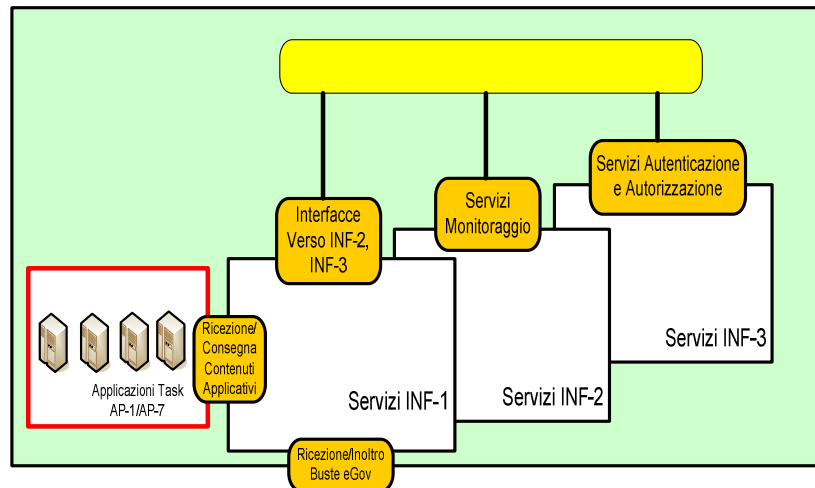 Servizi Autenticazione
e Autorizzazione
Servizi
Monitoraggio
Interfacce
Verso INF-2,
INF-3
Ricezione/
Consegna
Contenuti
Applicativi
Applicazioni Task
AP-1/AP-7
Servizi INF-1
Servizi INF-2
Servizi INF-3
Ricezione/Inoltro
Buste eGov